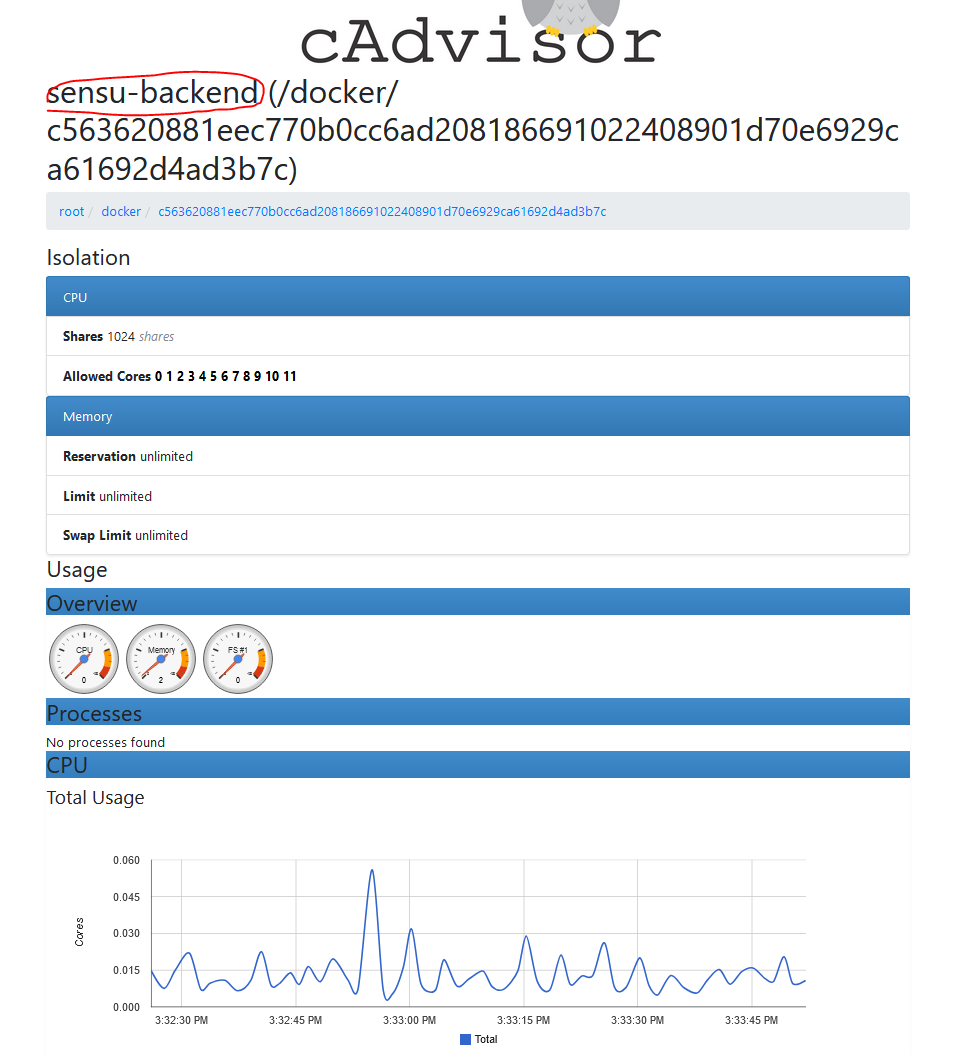 cAdvisor
sensu-backend (/docker/
c563620881eec770b0cc6ad208186691022408901d70e6929c
a61692d4ad3b7c)
root / docker / c563620881eec770b0cc6ad208186691022408901d70e6929ca61692d4ad3b7c
Isolation
CPU
Shares 1024 shares
Allowed Cores 0 1 2 3 4 5 6 7 8 9 10 11
Memory
Reservation unlimited
Limit unlimited
Swap Limit unlimited
Usage
Overview
CPU Memory FS #1
0 2 0
Processes
No processes found
CPU
Total Usage
0.060
0.045
Cores
0.030
0.015
0.000
3:32:30 PM 3:32:45 PM 3:33:00 PM 3:33:15 PM 3:33:30 PM 3:33:45 PM
Total